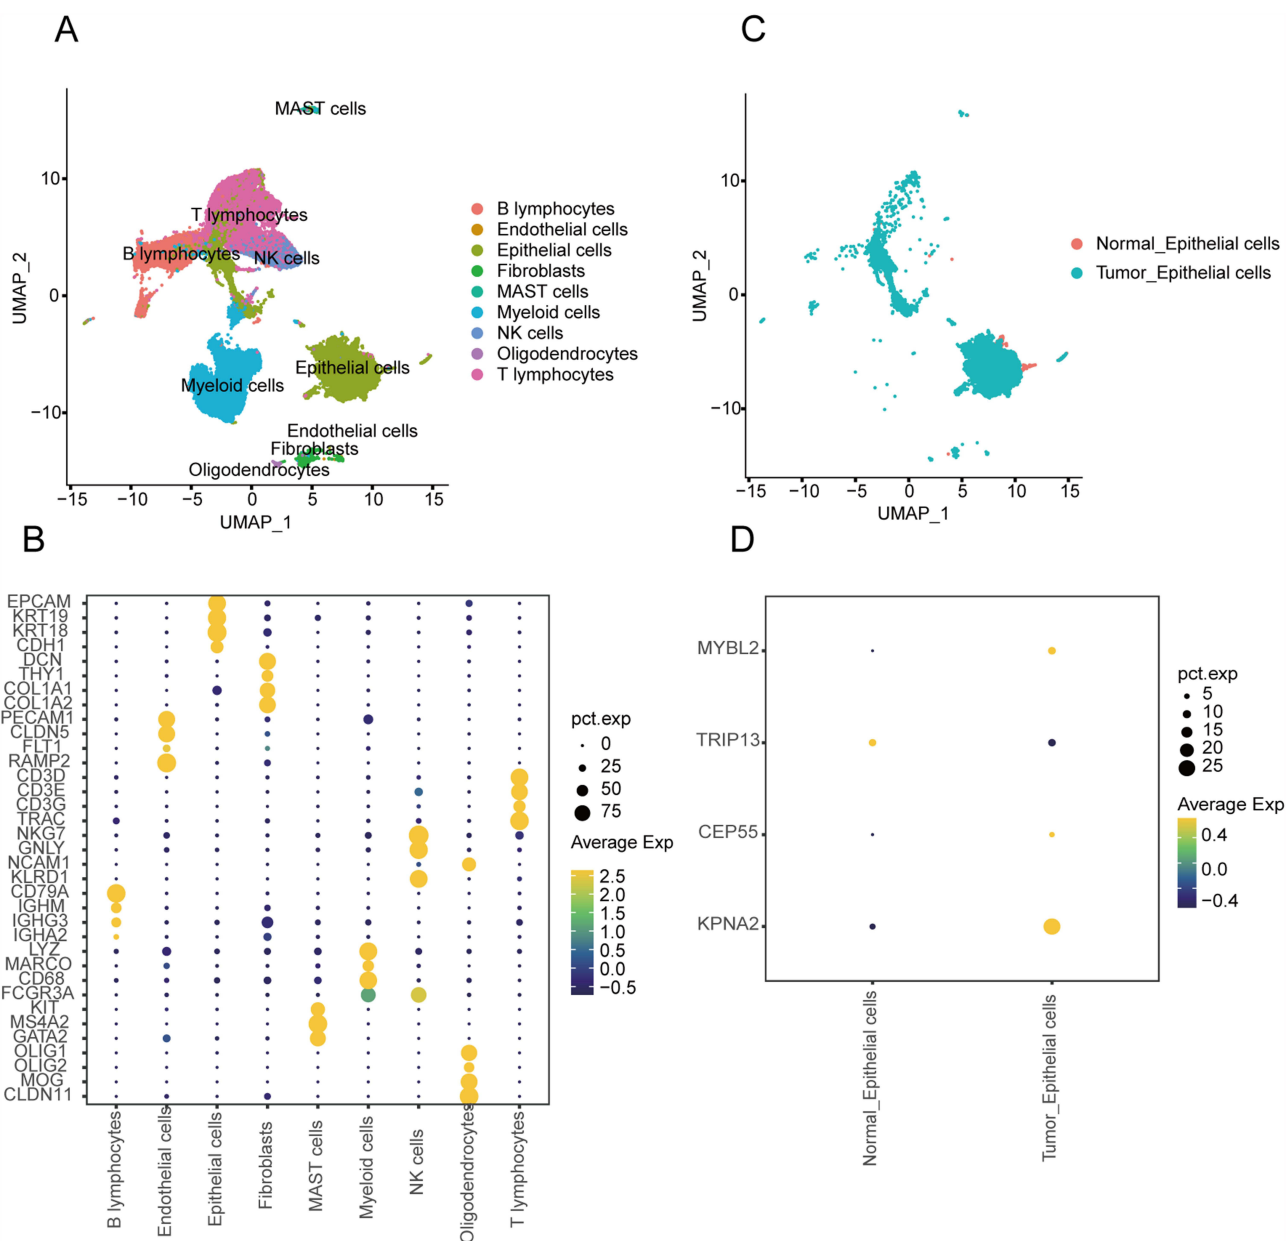 A
MAST cells
T lymphocytes
B lymphocytes
NK cells
Epithelial cells
Myeloid cells
Endothelial cells
Fibroblasts
Oligodendrocytes
10
0
−10
UMAP_2
−15 −10 −5 0 5 10 15
UMAP_1
B lymphocytes
Endothelial cells
Epithelial cells
Fibroblasts
MAST cells
Myeloid cells
NK cells
Oligodendrocytes
T lymphocytes
C
10
0
−10
UMAP_2
−15 −10 −5 0 5 10 15
UMAP_1
Normal_Epithelial cells
Tumor_Epithelial cells
B
EPCAM
KRT19
KRT18
CDH1
DCN
THY1
COL1A1
COL1A2
PECAM1
CLDN5
FLT1
RAMP2
CD3D
CD3E
CD3G
TRAC
NKG7
GNLY
NCAM1
KLRD1
CD79A
IGHM
IGHG3
IGHA2
LYZ
MARCO
CD68
FCGR3A
KIT
MS4A2
GATA2
OLIG1
OLIG2
MOG
CLDN11
B lymphocytes
Endothelial cells
Epithelial cells
Fibroblasts
MAST cells
Myeloid cells
NK cells
Oligodendrocytes
T lymphocytes
pct.exp
0
25
50
75
Average Exp
2.5
2.0
1.5
1.0
0.5
0.0
−0.5
D
MYBL2
TRIP13
CEP55
KPNA2
Normal_Epithelial cells
Tumor_Epithelial cells
pct.exp
5
10
15
20
25
Average Exp
0.4
0.0
−0.4